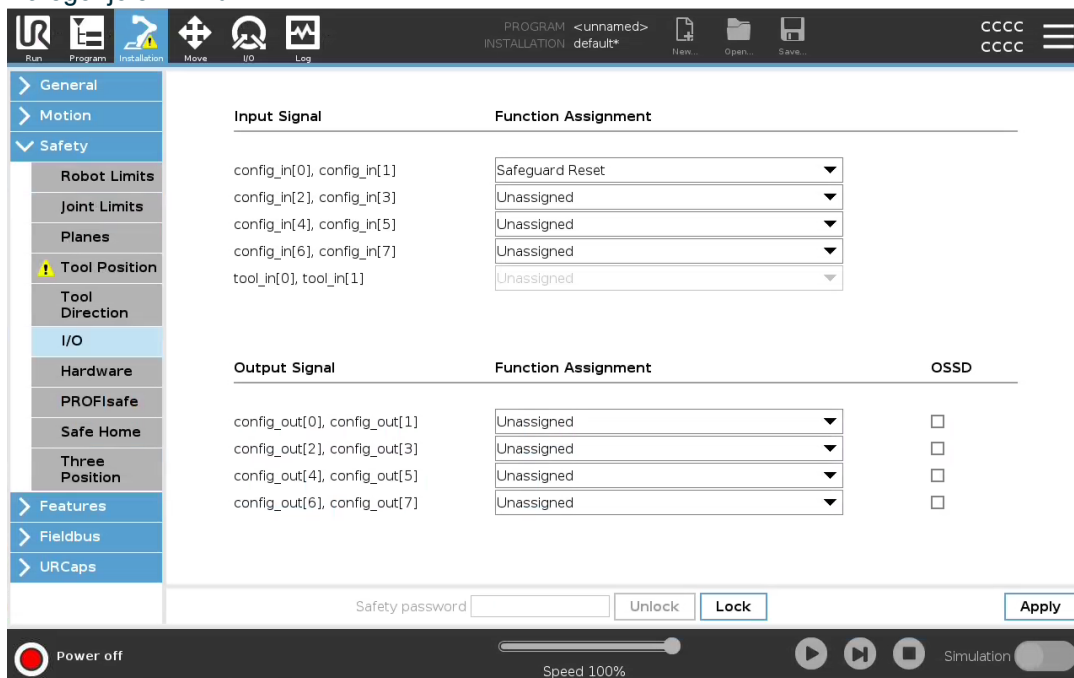 PROGRAM <unnamed>
INSTALLATION default*
UR
Run Program Installation Move I/O Log
New... Open... Save...
CCCC
CCCC
General
Motion
Safety
Robot Limits
Joint Limits
Planes
Tool Position
Tool
Direction
I/O
Hardware
PROFIsafe
Safe Home
Three
Position
Features
Fieldbus
URCaps
Input Signal Function Assignment
config_in[0], config_in[1] Safeguard Reset
config_in[2], config_in[3] Unassigned
config_in[4], config_in[5] Unassigned
config_in[6], config_in[7] Unassigned
tool_in[0], tool_in[1] Unassigned
Output Signal Function Assignment OSSD
config_out[0], config_out[1] Unassigned
config_out[2], config_out[3] Unassigned
config_out[4], config_out[5] Unassigned
config_out[6], config_out[7] Unassigned
Safety password Unlock Lock Apply
Power off
Speed 100%
Simulation